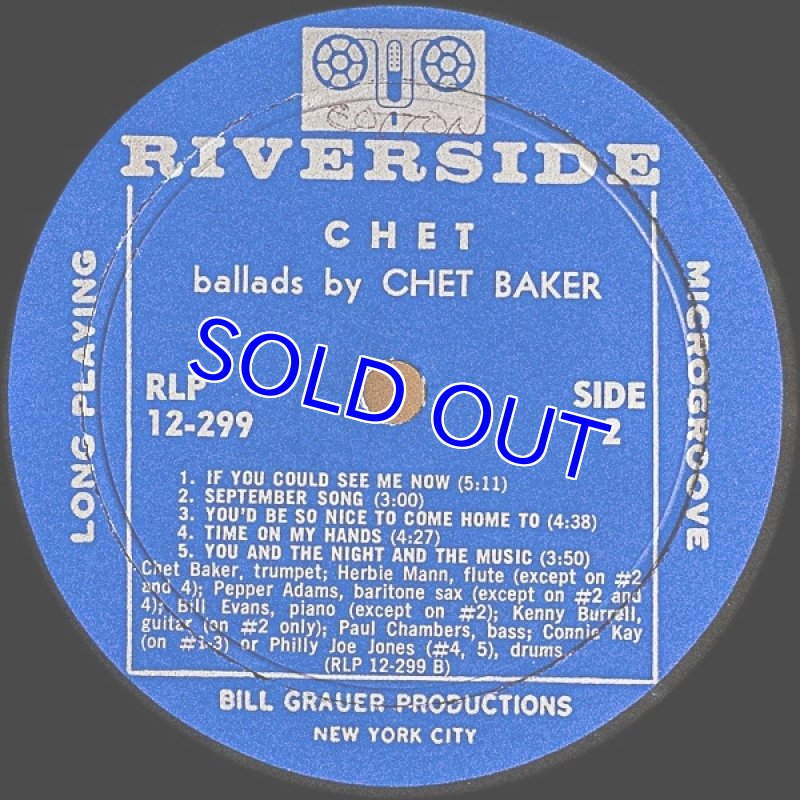 COTTON
RIVERSIDE
CHET
ballads by CHET BAKER
LONG PLAYING
MICROGROOVE
SOLD OUT
RLP
12-299
SIDE
2
1. IF YOU COULD SEE ME NOW (5:11)
2. SEPTEMBER SONG (3:00)
3. YOU'D BE SO NICE TO COME HOME TO (4:38)
4. TIME ON MY HANDS (4:27)
5. YOU AND THE NIGHT AND THE MUSIC (3:50)
Chet Baker, trumpet; Herbie Mann, flute (except on #2
and 4); Pepper Adams, baritone sax (except on #2 and
4); Bill Evans, piano (except on #2); Kenny Burrell,
guitar (on #2 only); Paul Chambers, bass; Connie Kay
(on #1-3) or Philly Joe Jones (#4, 5), drums.
(RLP 12-299 B)
BILL GRAUER PRODUCTIONS
NEW YORK CITY